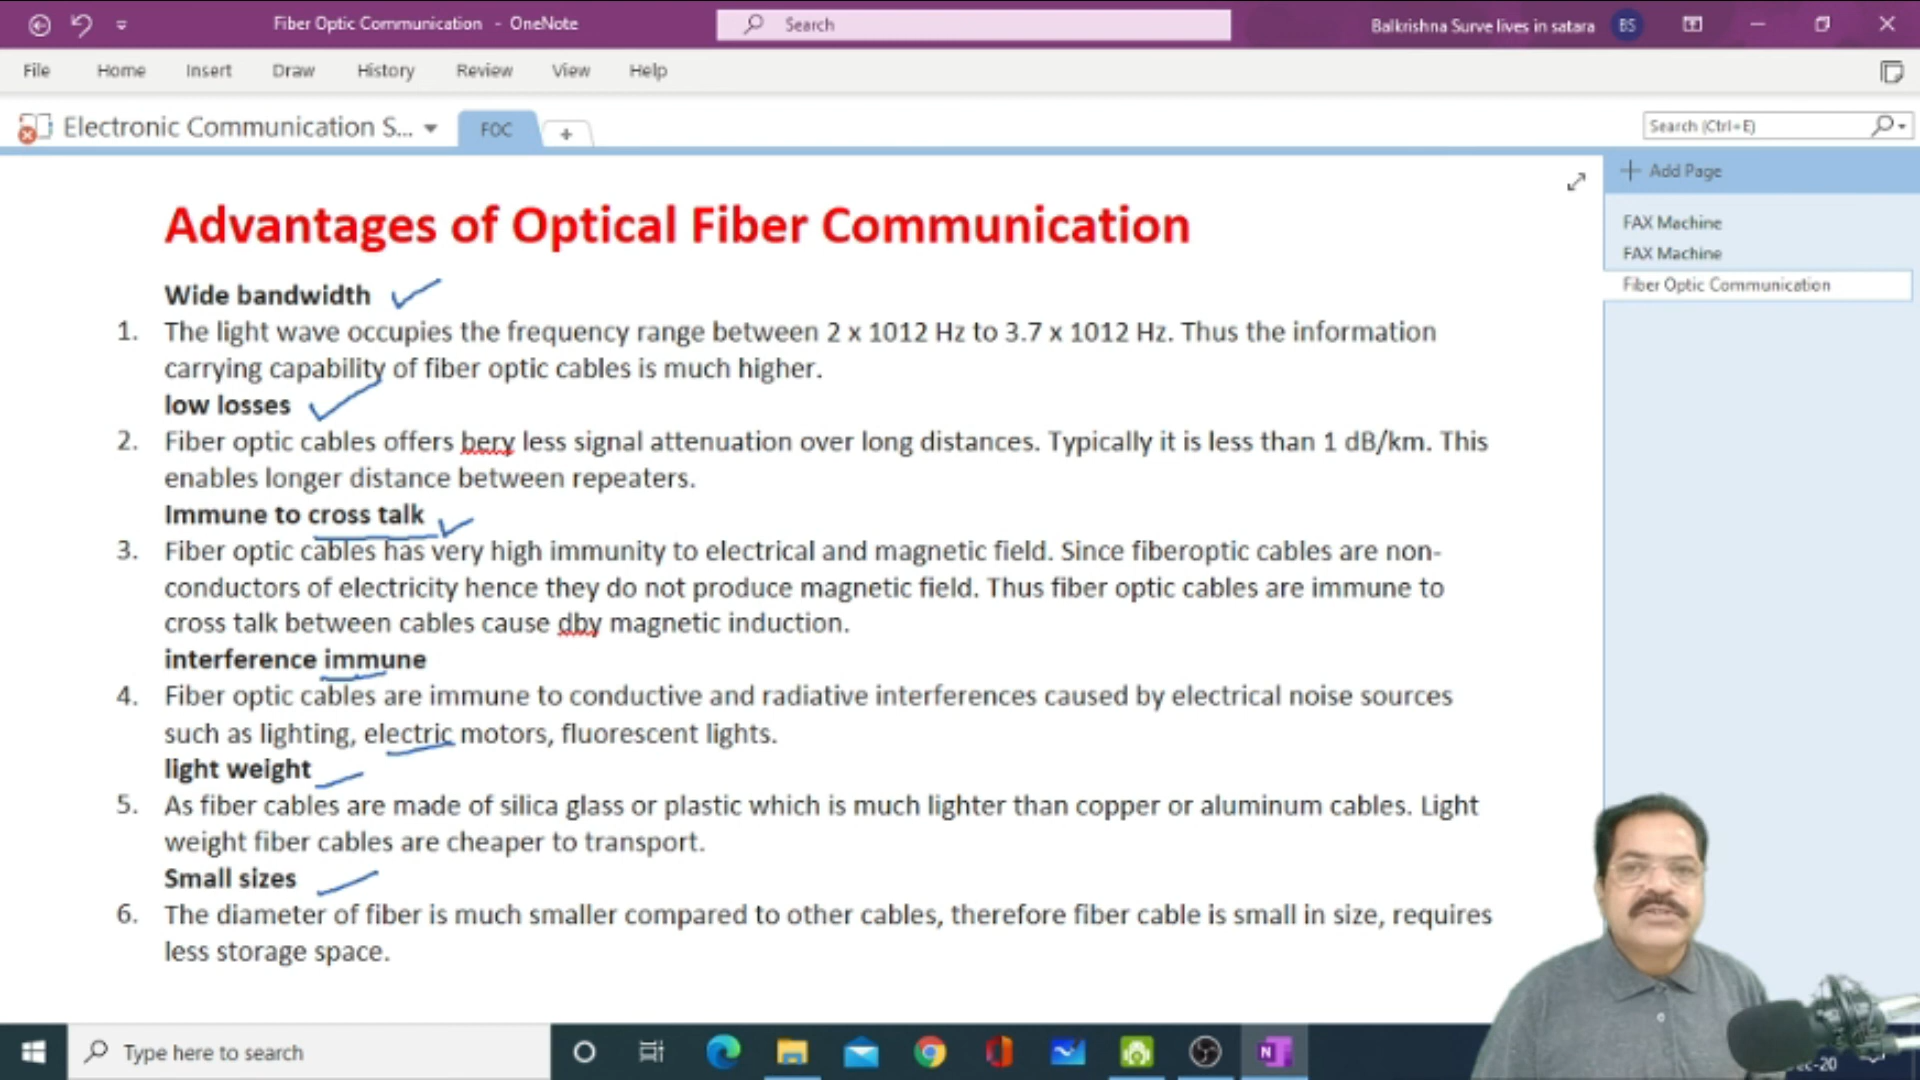 Fiber Optic Communication - OneNote
Search
Balkrishna Surve lives in satara
BS
File Home Insert Draw History Review View Help
Electronic Communication S...
FOC
+
Search (Ctrl+E)
Add Page
FAX Machine
FAX Machine
Fiber Optic Communication
Advantages of Optical Fiber Communication
Wide bandwidth
1. The light wave occupies the frequency range between 2 x 1012 Hz to 3.7 x 1012 Hz. Thus the information
carrying capability of fiber optic cables is much higher.
low losses
2. Fiber optic cables offers bery less signal attenuation over long distances. Typically it is less than 1 dB/km. This
enables longer distance between repeaters.
Immune to cross talk
3. Fiber optic cables has very high immunity to electrical and magnetic field. Since fiberoptic cables are non-
conductors of electricity hence they do not produce magnetic field. Thus fiber optic cables are immune to
cross talk between cables cause dby magnetic induction.
interference immune
4. Fiber optic cables are immune to conductive and radiative interferences caused by electrical noise sources
such as lighting, electric motors, fluorescent lights.
light weight
5. As fiber cables are made of silica glass or plastic which is much lighter than copper or aluminum cables. Light
weight fiber cables are cheaper to transport.
Small sizes
6. The diameter of fiber is much smaller compared to other cables, therefore fiber cable is small in size, requires
less storage space.
Type here to search
N